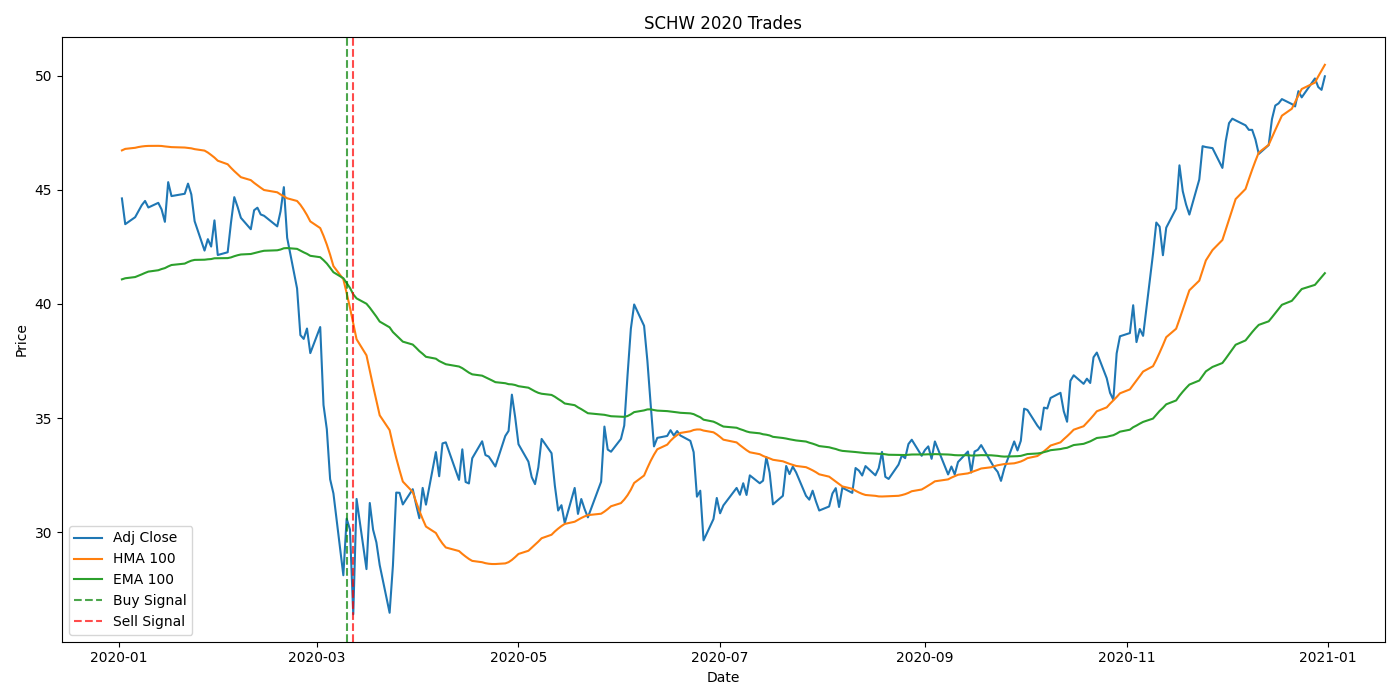 SCHW 2020 Trades
Price
50
45
40
35
30
Adj Close
HMA 100
EMA 100
Buy Signal
Sell Signal
2020-01
2020-03
2020-05
2020-07
2020-09
2020-11
2021-01
Date